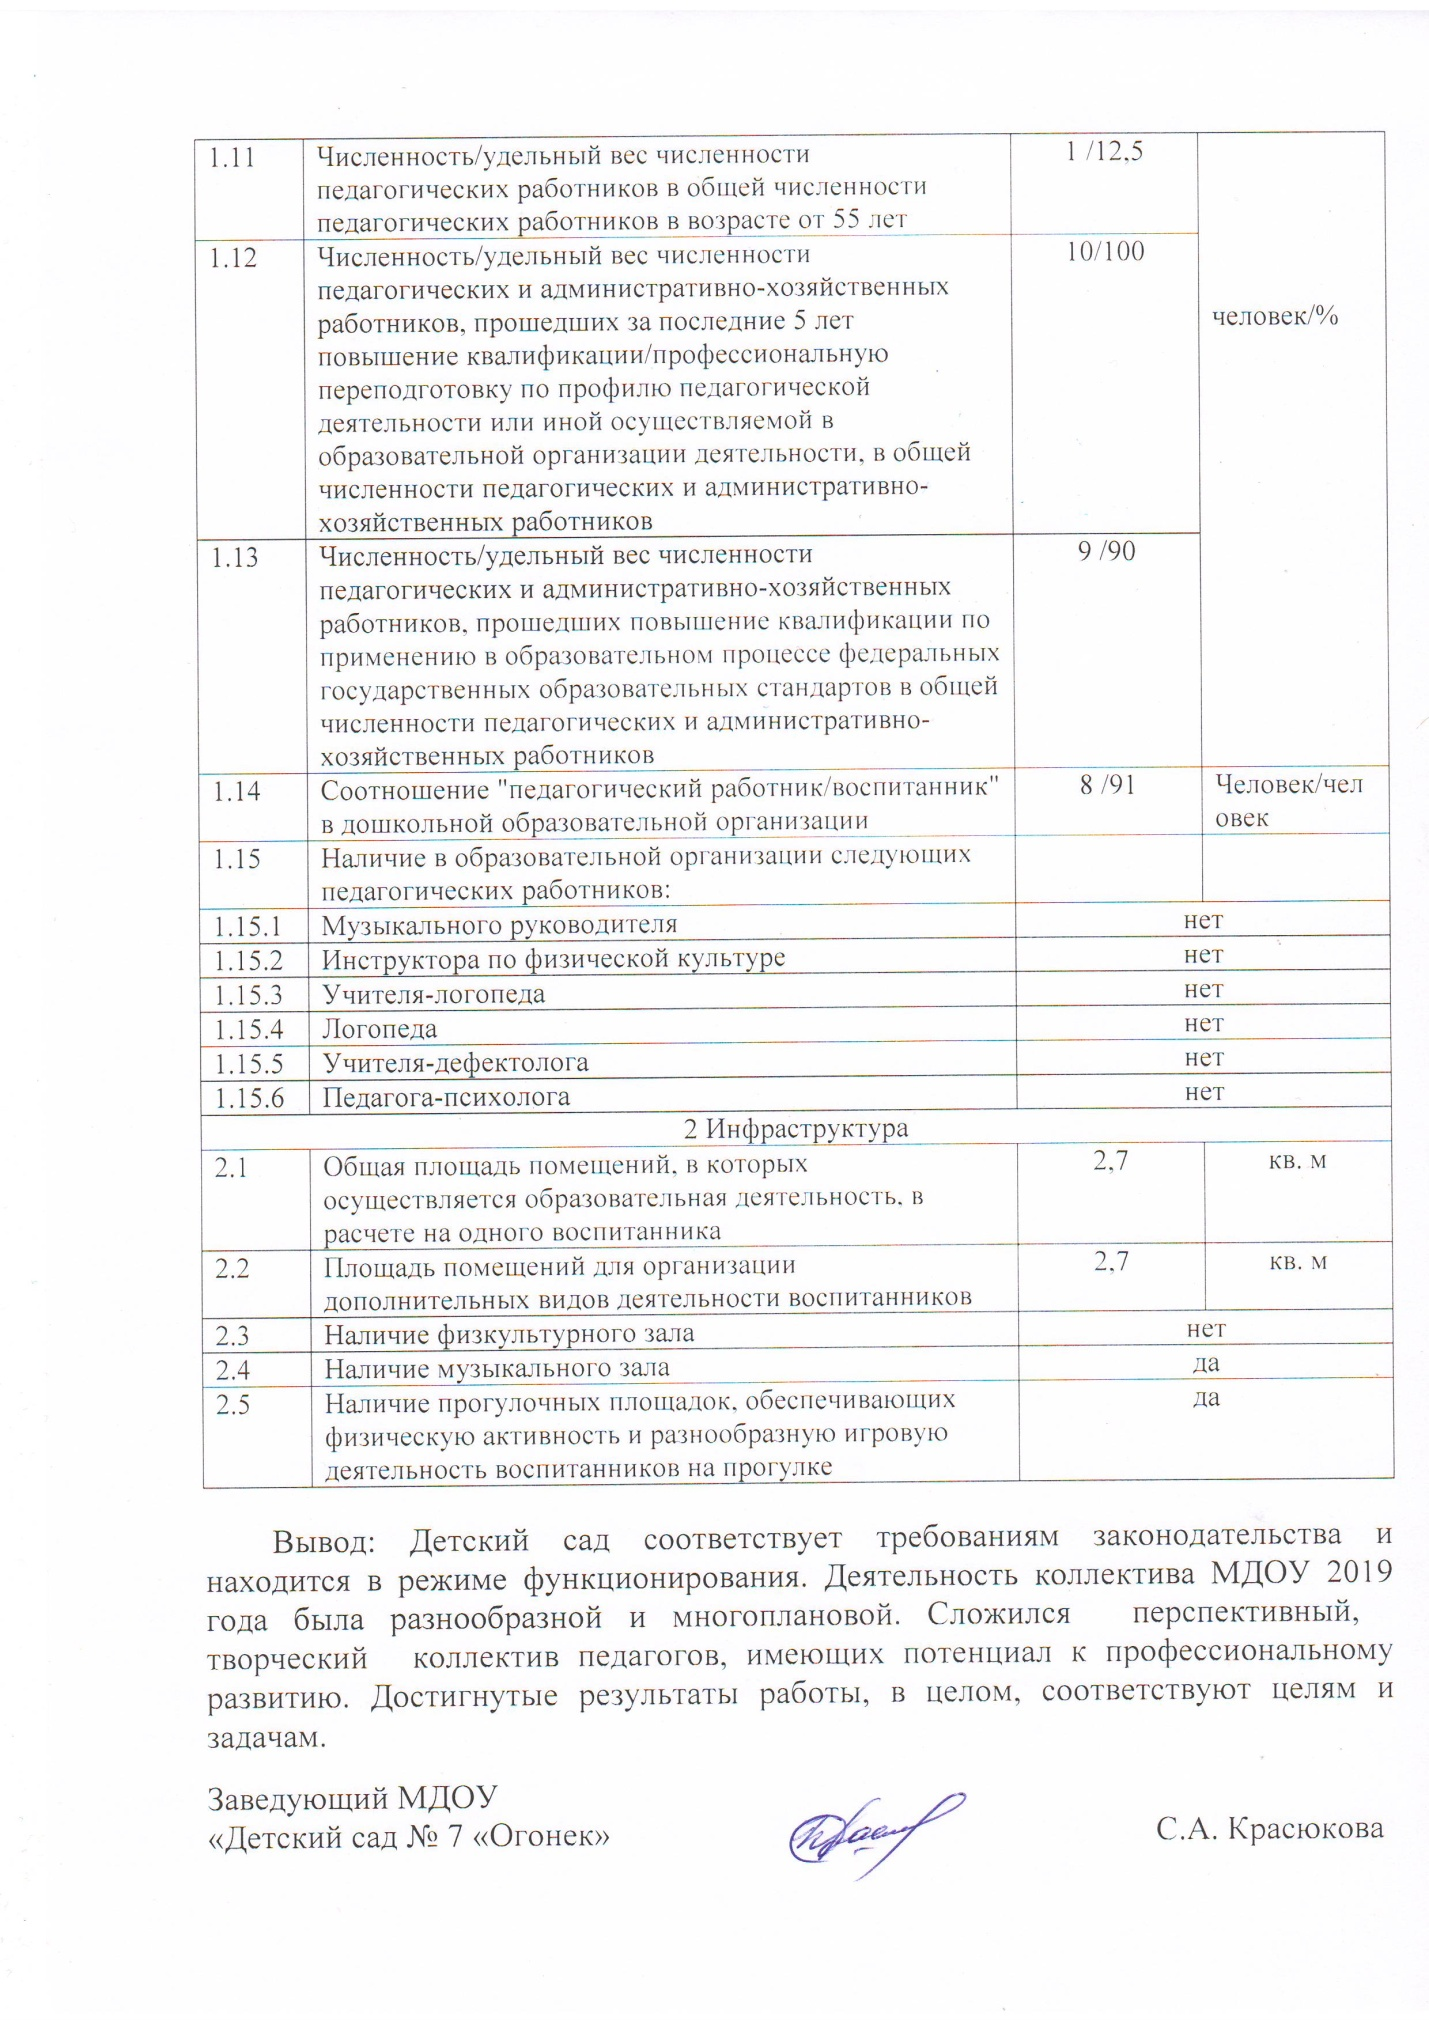 1.11 Численность/удельный вес численности 1 /12,5
педагогических работников в общей численности
педагогических работников в возрасте от 55 лет
1.12 Численность/удельный вес численности 10/100
педагогических и административно-хозяйственных
человек/%
работников, прошедших за последние 5 лет
повышение квалификации/профессиональную
переподготовку по профилю педагогической
деятельности или иной осуществляемой в
образовательной организации деятельности, в общей
численности педагогических и административно-
хозяйственных работников
1.13 Численность/удельный вес численности 9 /90
педагогических и административно-хозяйственных
работников, прошедших повышение квалификации по
применению в образовательном процессе федеральных
государственных образовательных стандартов в общей
численности педагогических и административно-
хозяйственных работников
1.14 Соотношение "педагогический работник/воспитанник" 8 /91 Человек/чел
в дошкольной образовательной организации овек
1.15 Наличие в образовательной организации следующих
педагогических работников:
1.15.1 Музыкального руководителя нет
1.15.2 Инструктора по физической культуре нет
1.15.3 Учителя-логопеда нет
1.15.4 Логопеда нет
1.15.5 Учителя-дефектолога нет
1.15.6 Педагога-психолога нет
2 Инфраструктура
2.1 Общая площадь помещений, в которых 2,7 кв. м
осуществляется образовательная деятельность, в
расчете на одного воспитанника
2.2 Площадь помещений для организации 2,7 кв. м
дополнительных видов деятельности воспитанников
2.3 Наличие физкультурного зала нет
2.4 Наличие музыкального зала да
2.5 Наличие прогулочных площадок, обеспечивающих да
физическую активность и разнообразную игровую
деятельность воспитанников на прогулке
Вывод: Детский сад соответствует требованиям законодательства и
находится в режиме функционирования. Деятельность коллектива МДОУ 2019
года была разнообразной и многоплановой. Сложился перспективный,
творческий коллектив педагогов, имеющих потенциал к профессиональному
развитию. Достигнутые результаты работы, в целом, соответствуют целям и
задачам.
Заведующий МДОУ
«Детский сад № 7 «Огонек» С.А. Красюкова